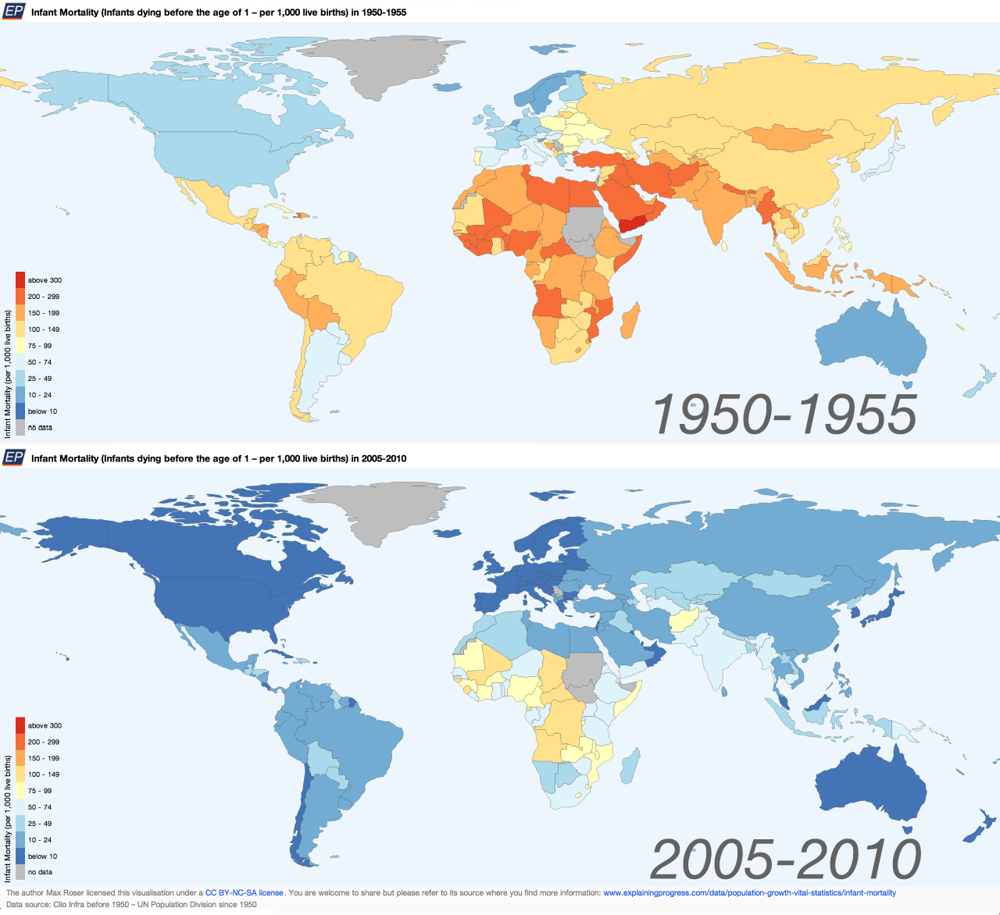 EP Infant Mortality (Infants dying before the age of 1 – per 1,000 live births) in 1950-1955
Infant Mortality (per 1,000 live births)
above 300
200 - 299
150 - 199
100 - 149
75 - 99
50 - 74
25 - 49
10 - 24
below 10
no data
1950-1955
EP Infant Mortality (Infants dying before the age of 1 – per 1,000 live births) in 2005-2010
Infant Mortality (per 1,000 live births)
above 300
200 - 299
150 - 199
100 - 149
75 - 99
50 - 74
25 - 49
10 - 24
below 10
no data
2005-2010
The author Max Roser licensed this visualisation under a CC BY-NC-SA license. You are welcome to share but please refer to its source where you find more information: www.explainingprogress.com/data/population-growth-vital-statistics/infant-mortality
Data source: Clio Infra before 1950 – UN Population Division since 1950